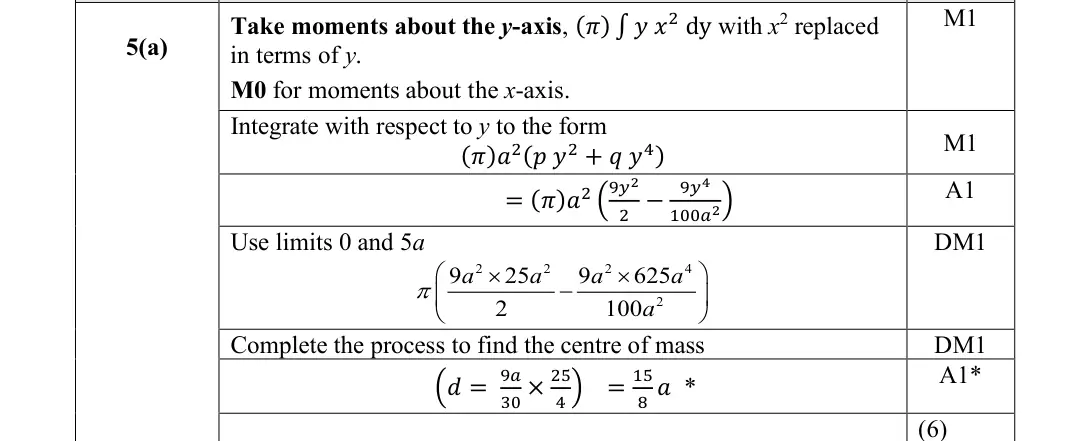 5(a)
Take moments about the y-axis, (π) ∫ y x² dy with x² replaced
in terms of y.
M0 for moments about the x-axis.
M1
Integrate with respect to y to the form
(π)a²(p y² + q y⁴)
M1
= (π)a² (9y²/2 − 9y⁴/100a²)
A1
Use limits 0 and 5a
DM1
π(9a² × 25a²/2 − 9a² × 625a⁴/100a²)
Complete the process to find the centre of mass
DM1
(d = 9a/30 × 25/4) = 15/8 a *
A1*
(6)